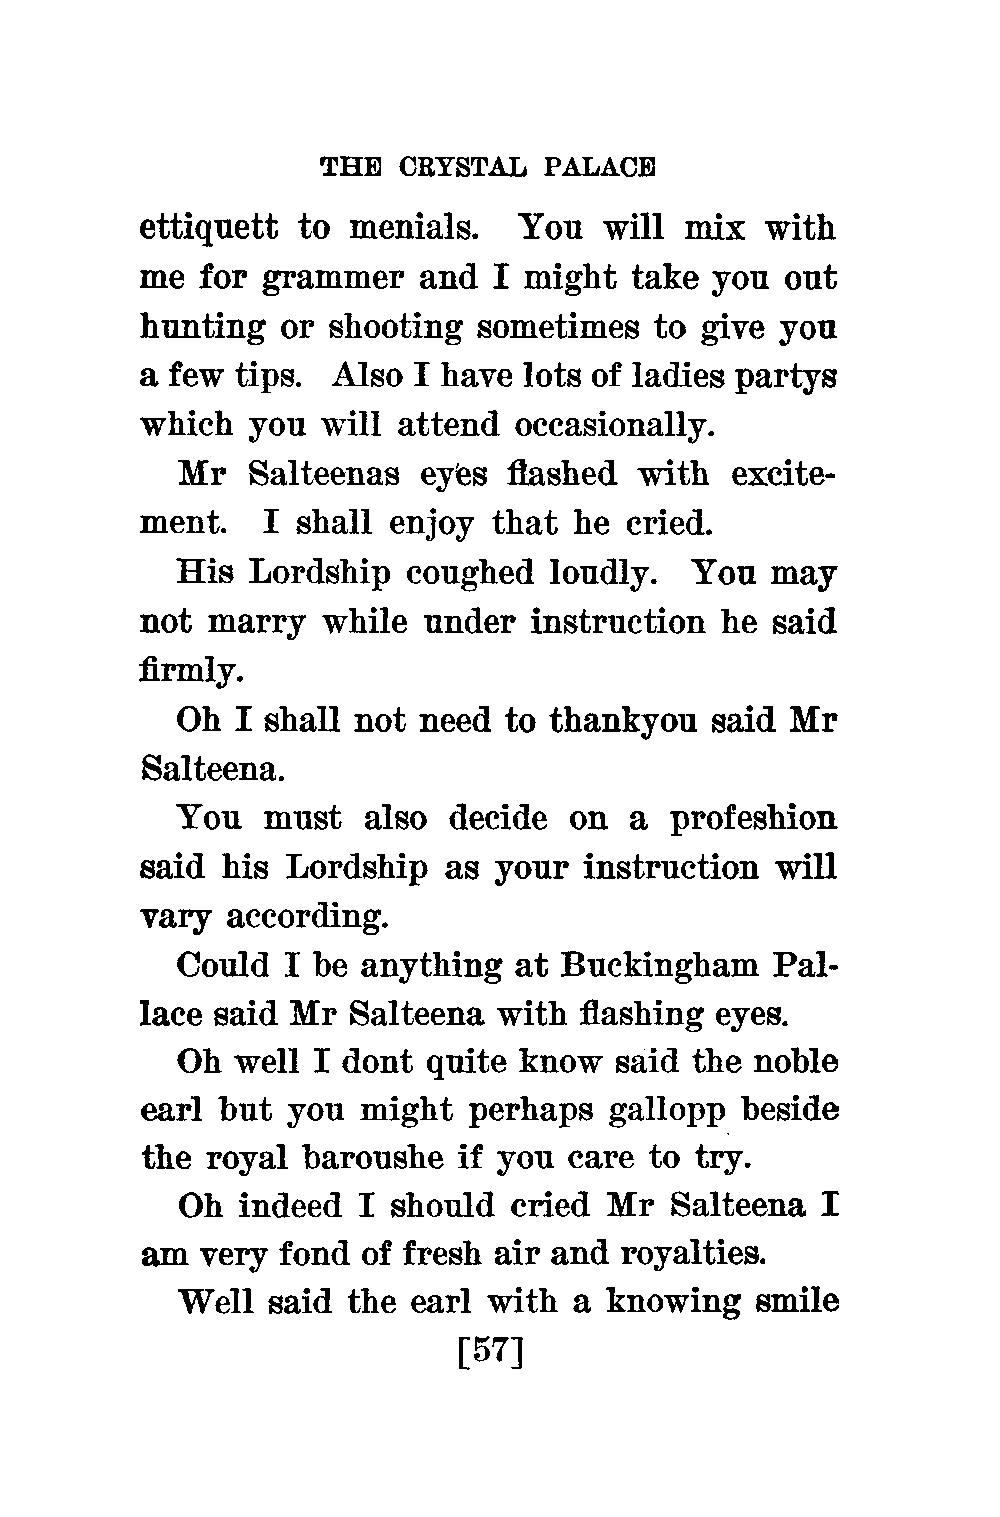 THE CRYSTAL PALACE
ettiquett to menials. You will mix with
me for grammer and I might take you out
hunting or shooting sometimes to give you
a few tips. Also I have lots of ladies partys
which you will attend occasionally.
Mr Salteenas eyes flashed with excite-
ment. I shall enjoy that he cried.
His Lordship coughed loudly. You may
not marry while under instruction he said
firmly.
Oh I shall not need to thankyou said Mr
Salteena.
You must also decide on a profeshion
said his Lordship as your instruction will
vary according.
Could I be anything at Buckingham Pal-
lace said Mr Salteena with flashing eyes.
Oh well I dont quite know said the noble
earl but you might perhaps gallopp beside
the royal baroushe if you care to try.
Oh indeed I should cried Mr Salteena I
am very fond of fresh air and royalties.
Well said the earl with a knowing smile
[57]